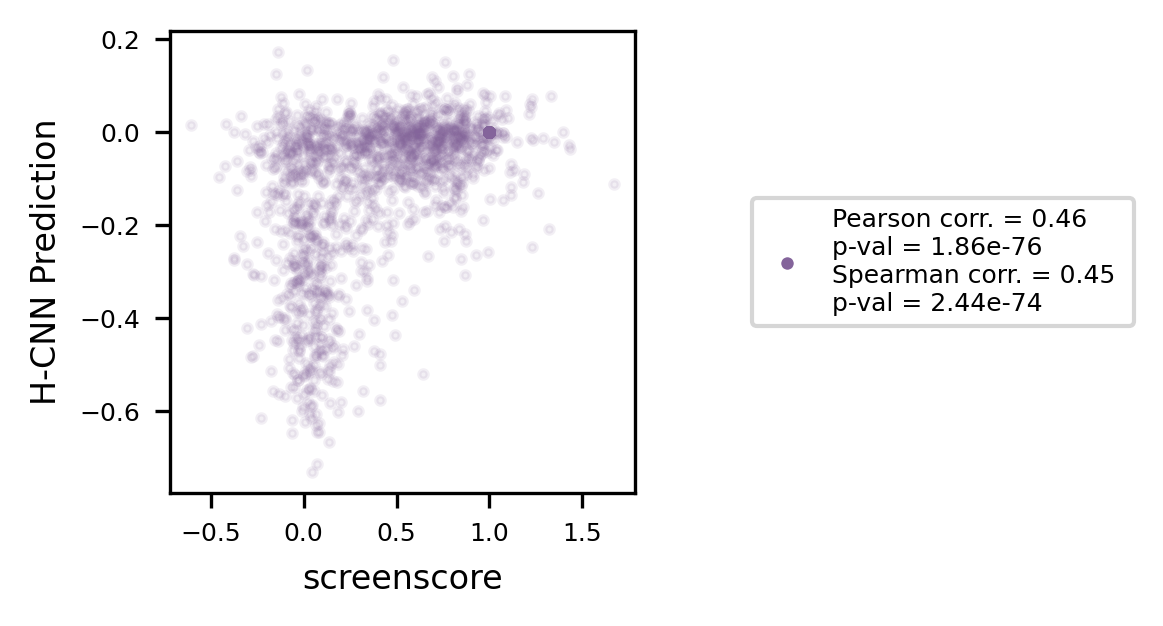 0.2
0.0
−0.2
−0.4
−0.6
H-CNN Prediction
−0.5
0.0
0.5
1.0
1.5
screenscore
Pearson corr. = 0.46
p-val = 1.86e-76
Spearman corr. = 0.45
p-val = 2.44e-74